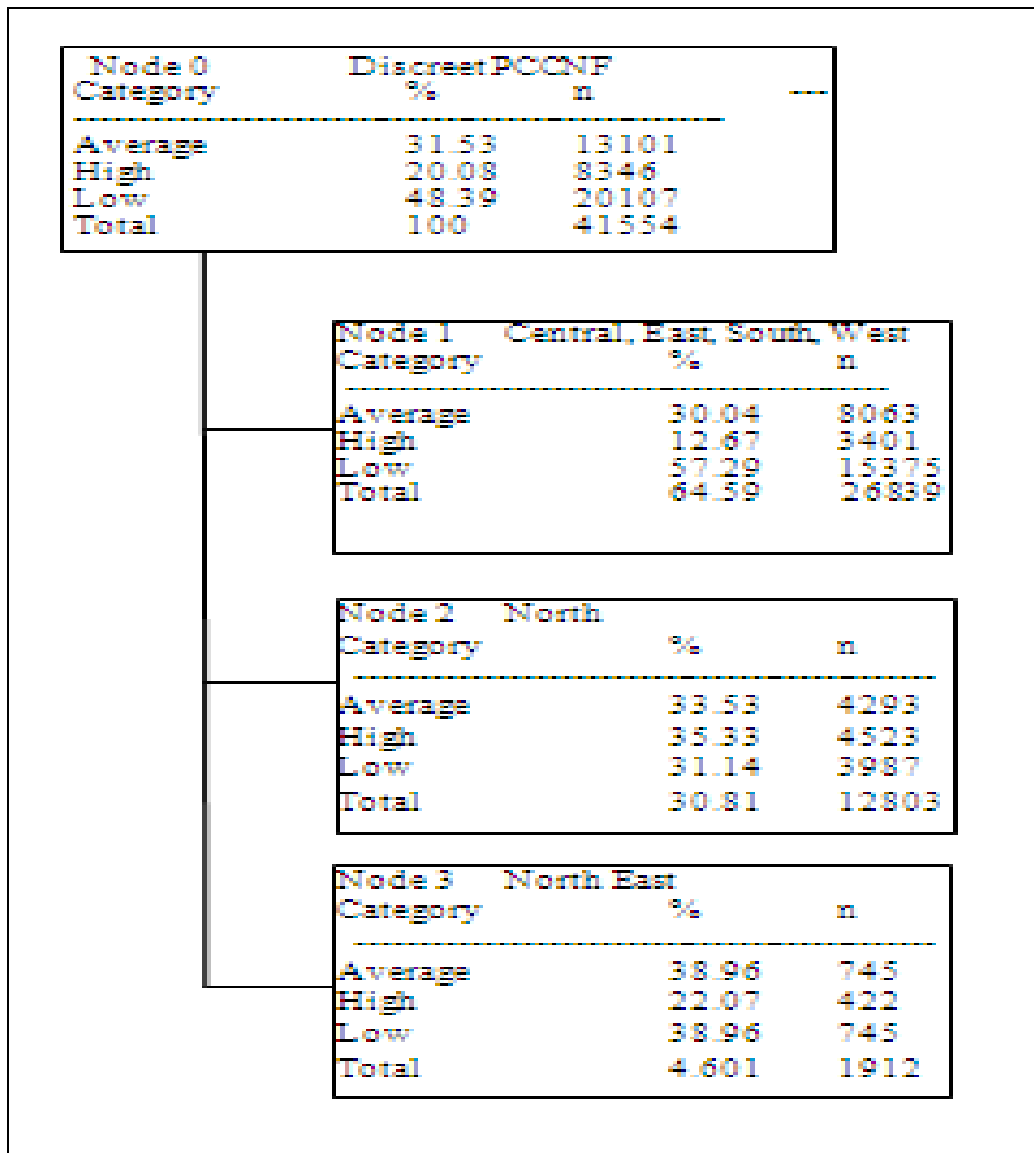 Node 0 Discreet PCCNF
Category % n ---
Average 31.53 13101
High 20.08 8346
Low 48.39 20107
Total 100 41554
Node 1 Central, East, South, West
Category % n
Average 30.04 8063
High 12.67 3401
Low 57.29 15375
Total 64.59 26839
Node 2 North
Category % n
Average 33.53 4293
High 35.33 4523
Low 31.14 3987
Total 30.81 12803
Node 3 North East
Category % n
Average 38.96 745
High 22.07 422
Low 38.96 745
Total 4.601 1912